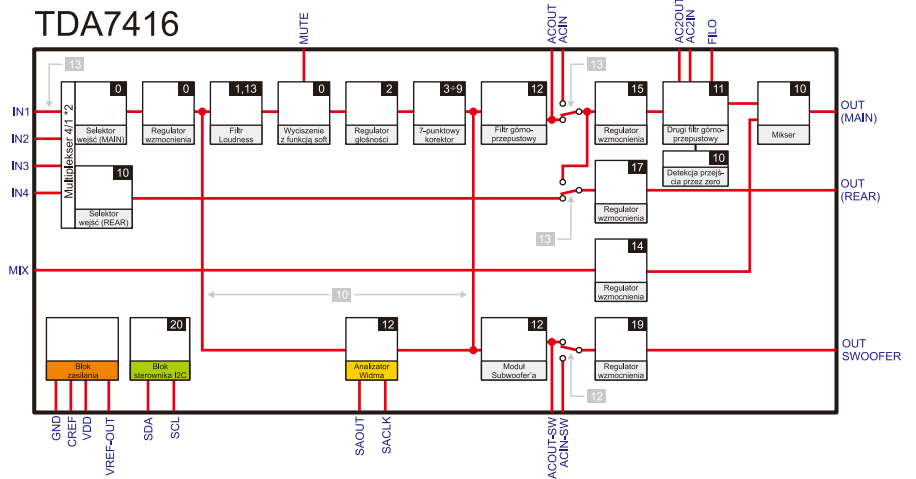 TDA7416
MUTE
ACOUT
ACIN
AC2OUT
AC2IN
FILO
13
IN1
IN2
IN3
IN4
Multiplekser 4/1 *2
0
Selektor
wejść (MAIN)
0
Regulator
wzmocnienia
1,13
Filtr
Loudness
0
Wyciszenie
z funkcją soft
2
Regulator
głośności
3÷9
7-punktowy
korektor
12
Filtr górno-
przepustowy
13
15
Regulator
wzmocnienia
11
Drugi filtr górno-
przepustowy
10
Detekcja przejś-
cia przez zero
10
Mikser
OUT
(MAIN)
10
Selektor
wejść (REAR)
13
17
Regulator
wzmocnienia
OUT
(REAR)
MIX
14
Regulator
wzmocnienia
10
Blok
zasilania
20
Blok
sterownika I2C
12
Analizator
Widma
12
Moduł
Subwoofer'a
12
19
Regulator
wzmocnienia
OUT
SWOOFER
GND
CREF
VDD
VREF-OUT
SDA
SCL
SAOUT
SACLK
ACOUT-SW
ACIN-SW